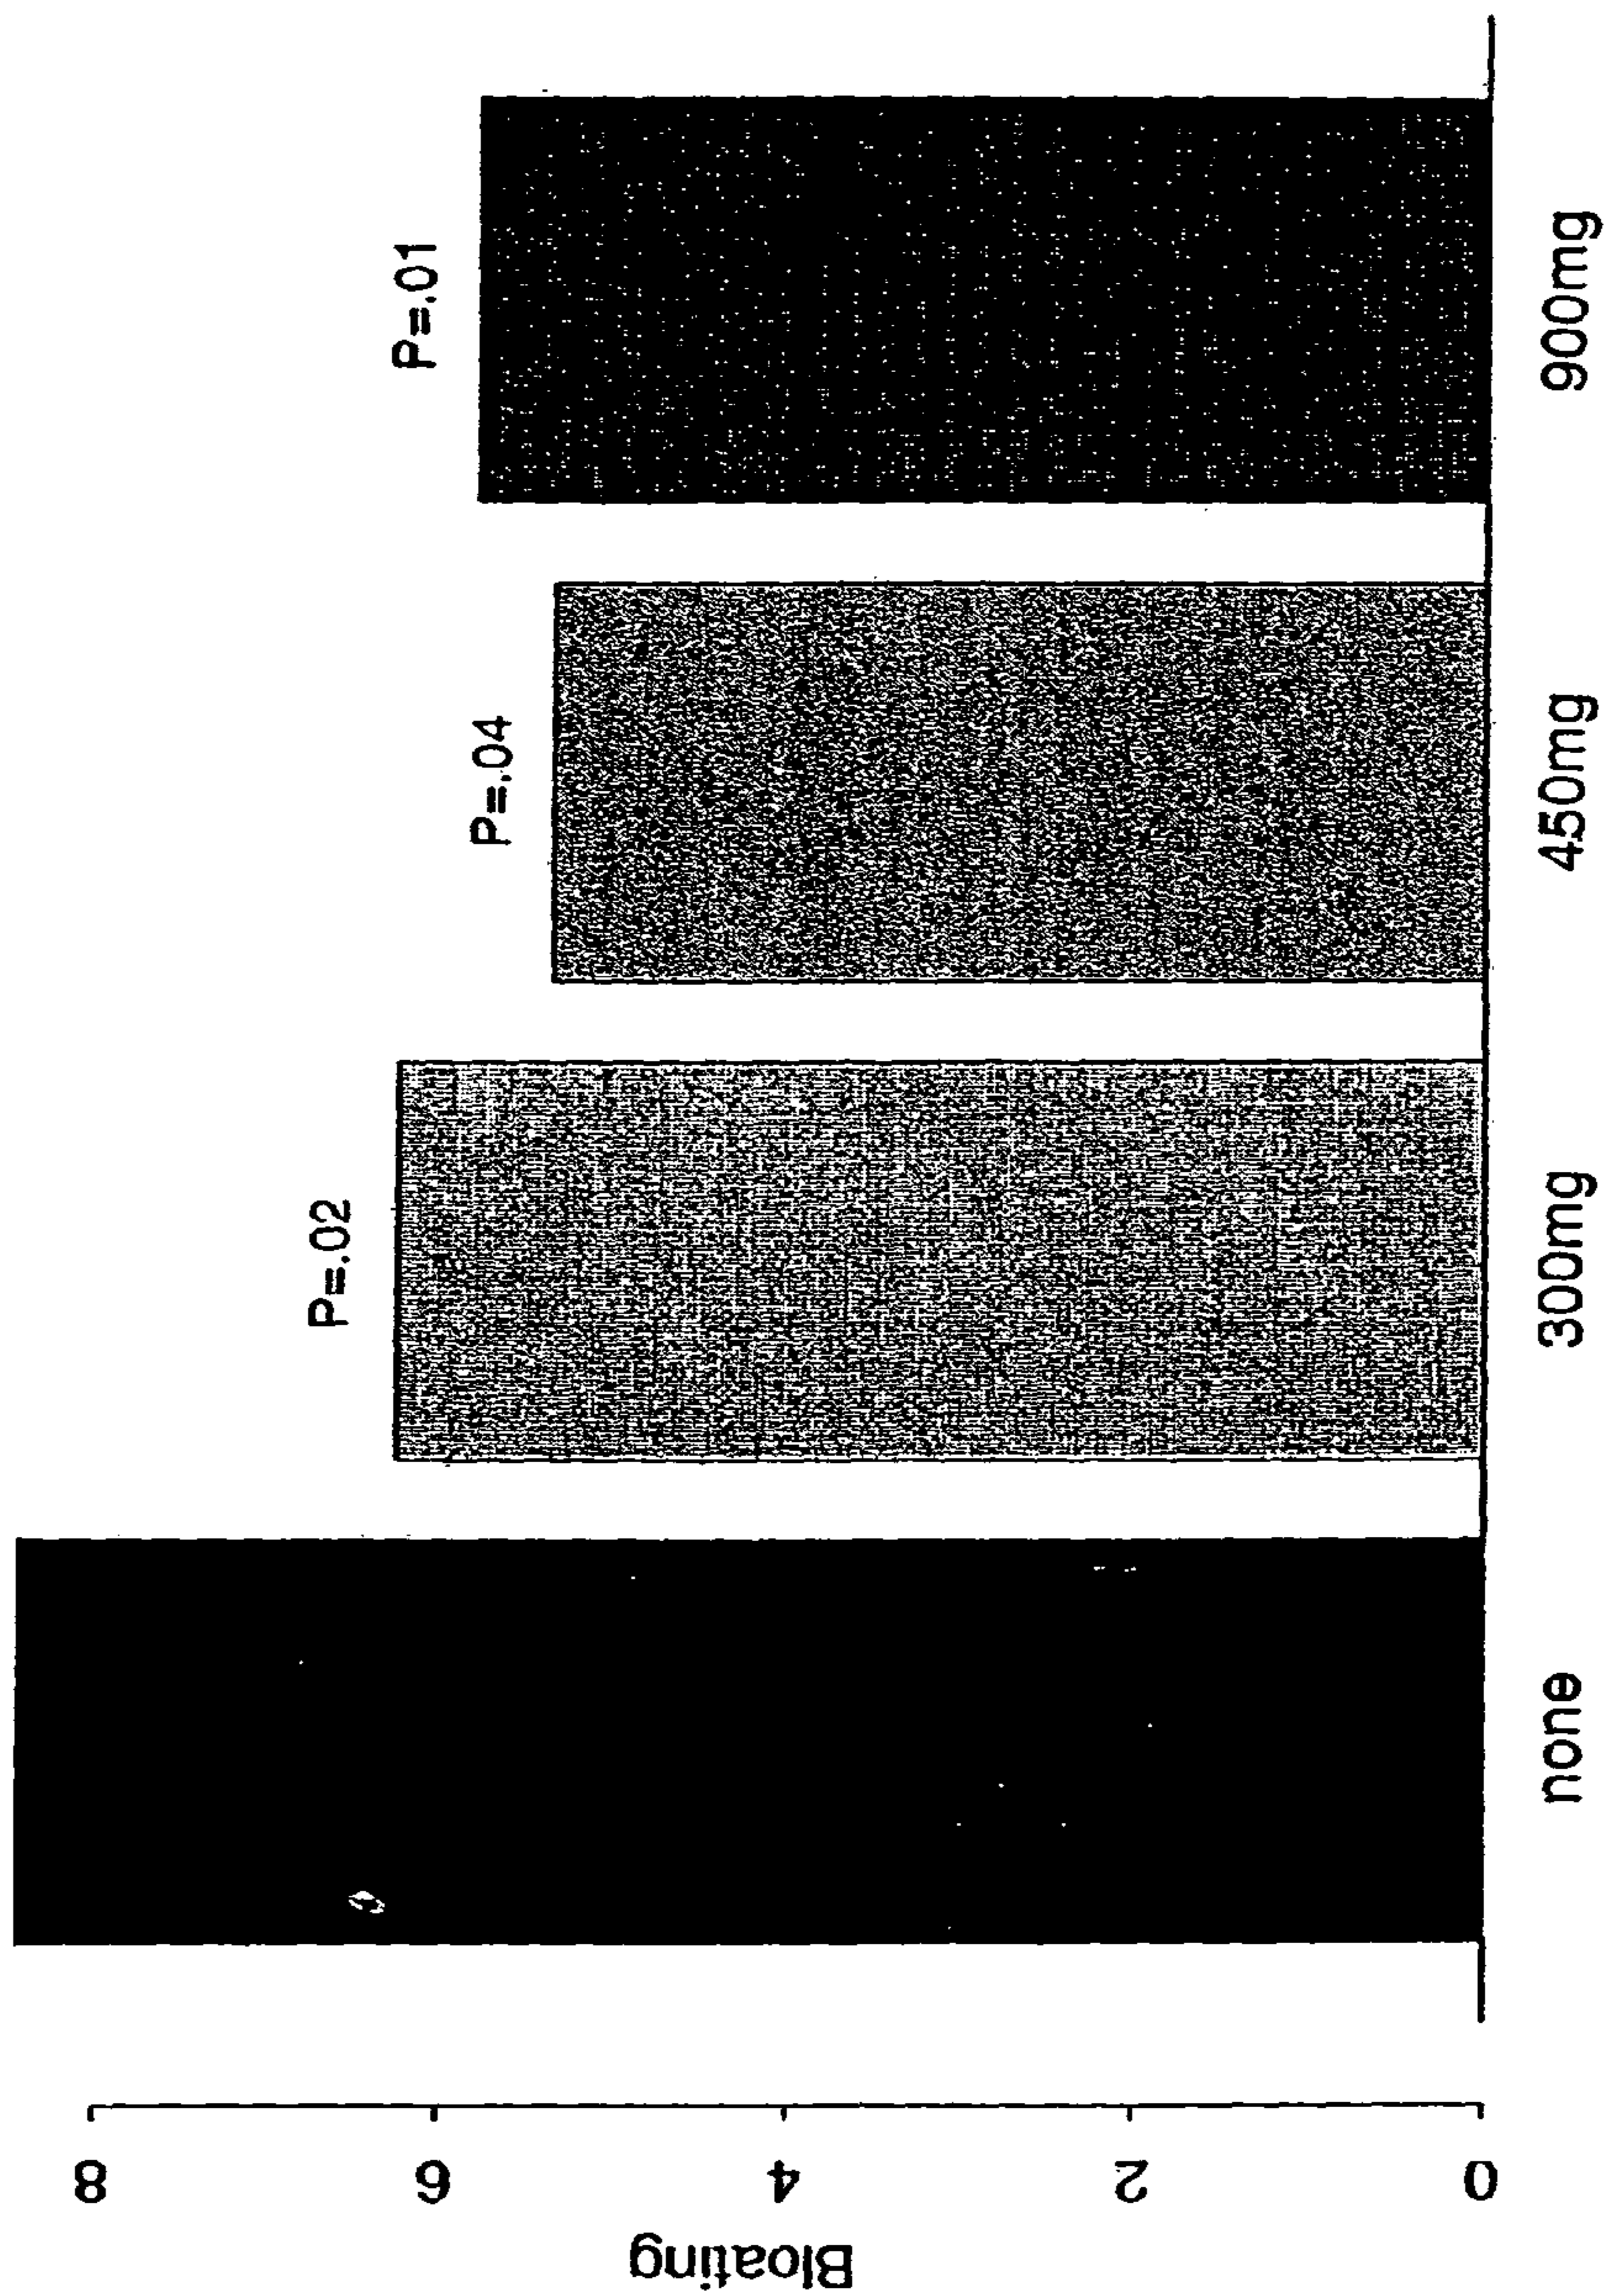 Bloating
8
6
4
2
0
P=.02
P=.04
P=.01
none
300mg
450mg
900mg